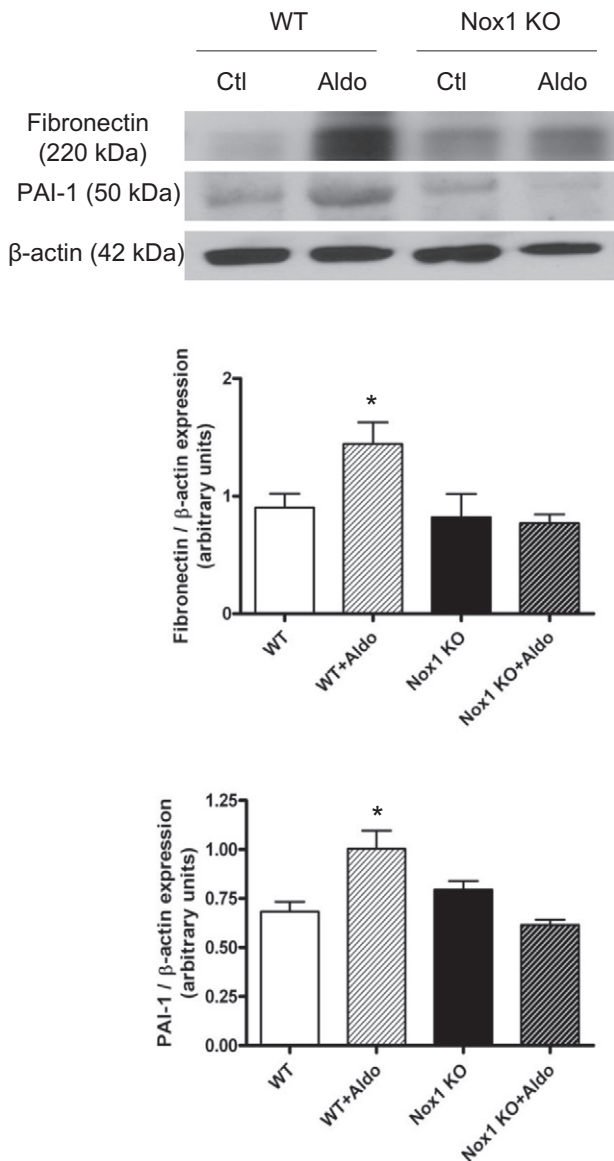 WT Nox1 KO
Ctl Aldo Ctl Aldo
Fibronectin
(220 kDa)
PAI-1 (50 kDa)
β-actin (42 kDa)
Fibronectin / β-actin expression
(arbitrary units)
2
*
1
0
WT WT+Aldo Nox1 KO Nox1 KO+Aldo
PAI-1 / β-actin expression
(arbitrary units)
1.25
*
1.00
0.75
0.50
0.25
0.00
WT WT+Aldo Nox1 KO Nox1 KO+Aldo